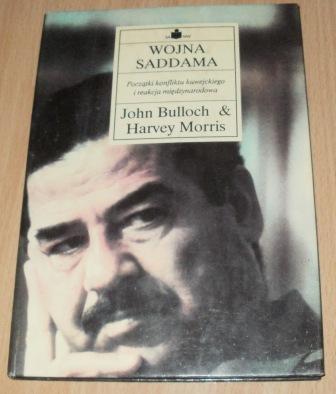 WOJNA
SADDAMA
Początki konfliktu kuwejckiego
i reakcja międzynarodowa
John Bulloch &
Harvey Morris